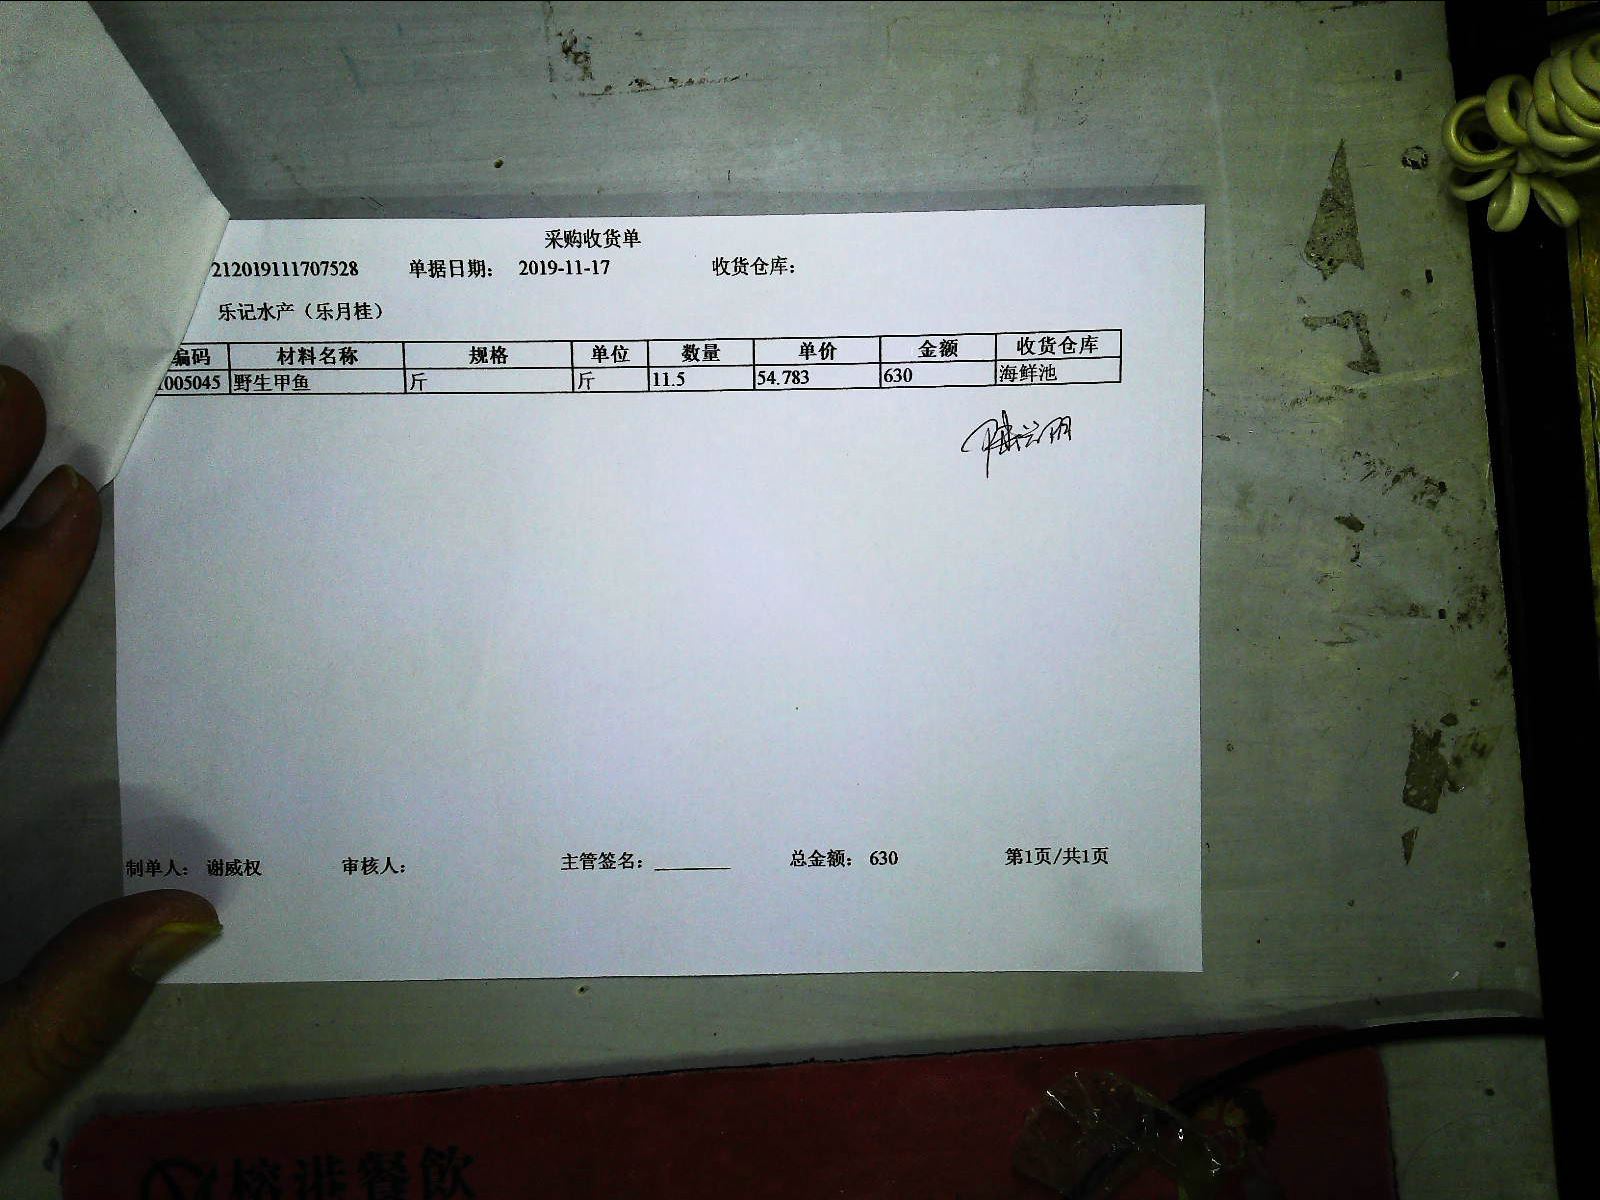 采购收货单
212019111707528 单据日期: 2019-11-17 收货仓库:
乐记水产（乐月桂）
编码 材料名称 规格 单位 数量 单价 金额 收货仓库
005045 野生甲鱼 斤 斤 11.5 54.783 630 海鲜池
制单人: 谢威权 审核人: 主管签名: 总金额: 630 第1页/共1页
餐飲